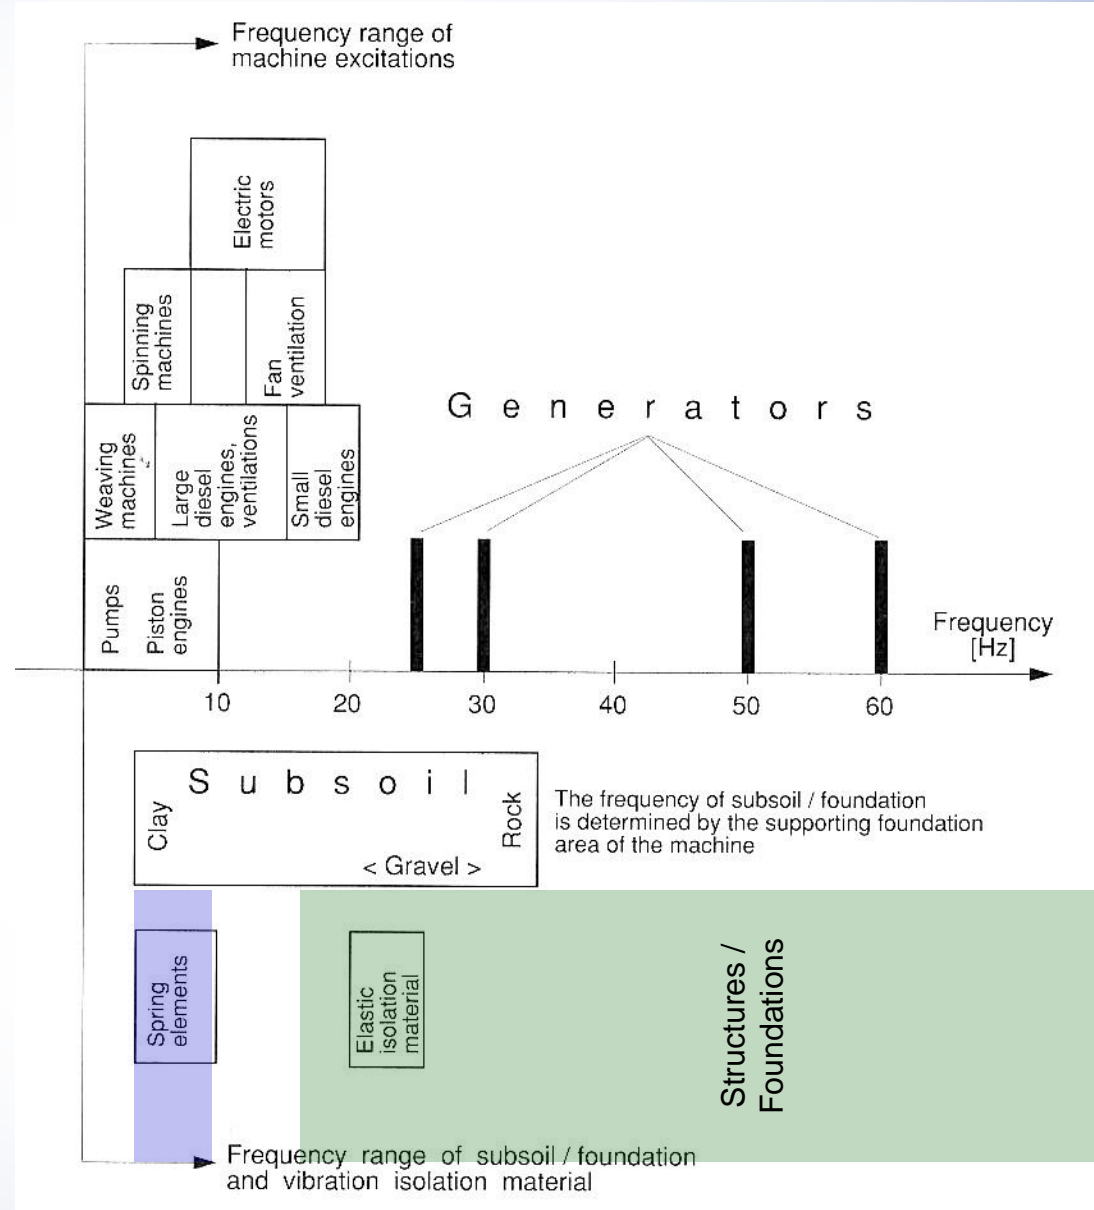 Frequency range of
machine excitations
Electric
motors
Spinning
machines
Fan
ventilation
Generators
Weaving
machines
Large
diesel
engines,
ventilations
Small
diesel
engines
Pumps
Piston
engines
Frequency
[Hz]
10 20 30 40 50 60
Subsoil
Clay
Rock
< Gravel >
The frequency of subsoil / foundation
is determined by the supporting foundation
area of the machine
Spring
elements
Elastic
isolation
material
Structures /
Foundations
Frequency range of subsoil / foundation
and vibration isolation material